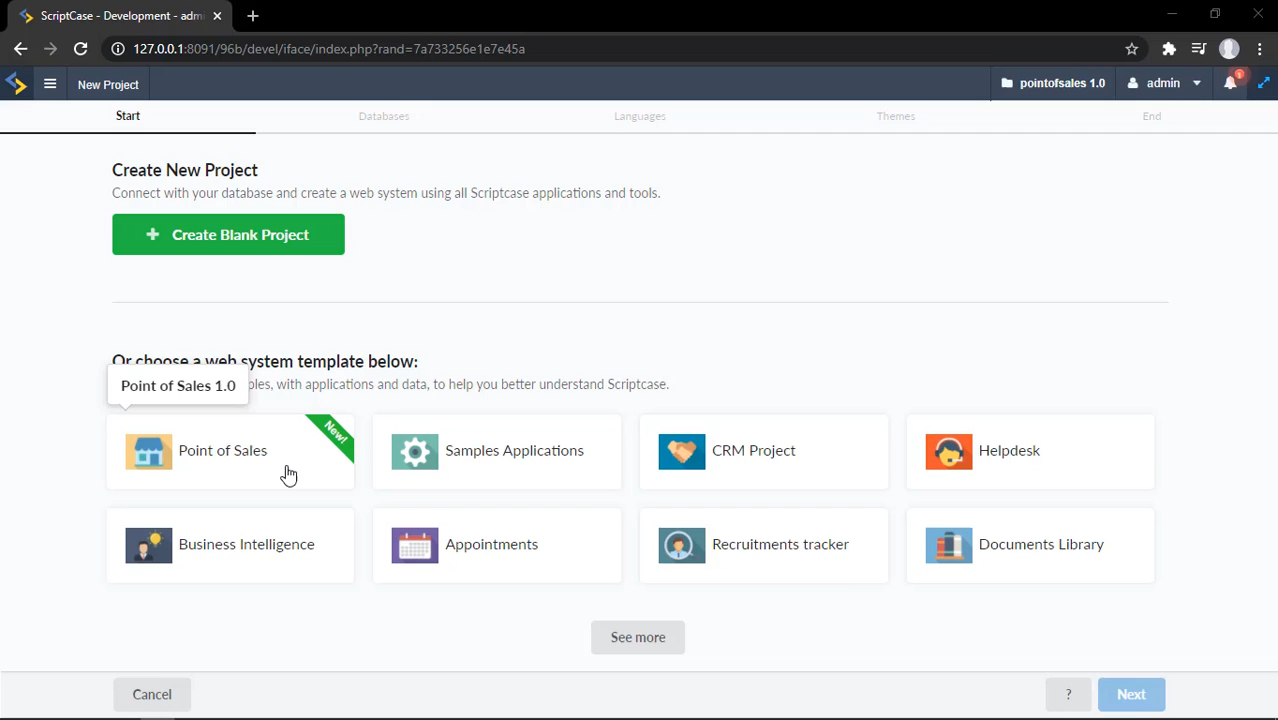 ScriptCase - Development - admi
127.0.0.1:8091/96b/devel/iface/index.php?rand=7a733256e1e7e45a
New Project
pointofsales 1.0
admin
1
Start
Databases
Languages
Themes
End
Create New Project
Connect with your database and create a web system using all Scriptcase applications and tools.
+ Create Blank Project
Or choose a web system template below:
Point of Sales 1.0
ples, with applications and data, to help you better understand Scriptcase.
Point of Sales
New!
Samples Applications
CRM Project
Helpdesk
Business Intelligence
Appointments
Recruitments tracker
Documents Library
See more
Cancel
?
Next